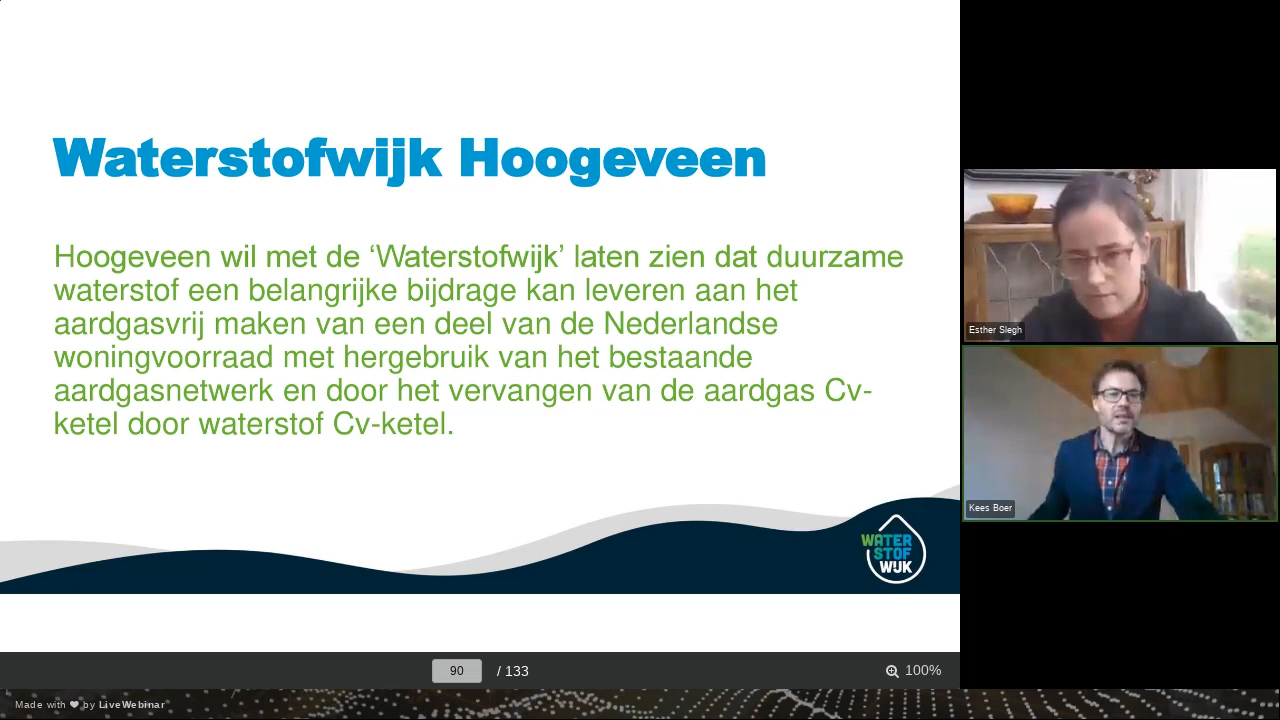 Waterstofwijk Hoogeveen
Hoogeveen wil met de ‘Waterstofwijk’ laten zien dat duurzame
waterstof een belangrijke bijdrage kan leveren aan het
aardgasvrij maken van een deel van de Nederlandse
woningvoorraad met hergebruik van het bestaande
aardgasnetwerk en door het vervangen van de aardgas Cv-
ketel door waterstof Cv-ketel.
WATER
STOF
WIJK
90 / 133
100%
Esther Slegh
Kees Boer
Made with ❤ by LiveWebinar